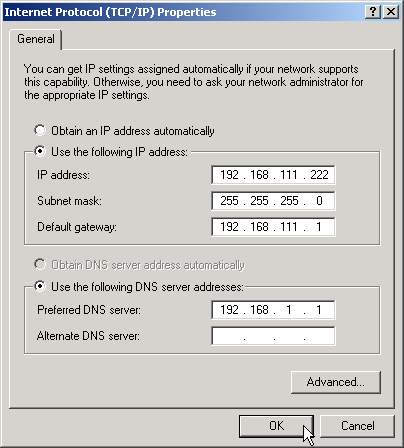 Internet Protocol (TCP/IP) Properties
General
You can get IP settings assigned automatically if your network supports
this capability. Otherwise, you need to ask your network administrator for
the appropriate IP settings.
Obtain an IP address automatically
Use the following IP address:
IP address: 192 . 168 . 111 . 222
Subnet mask: 255 . 255 . 255 . 0
Default gateway: 192 . 168 . 111 . 1
Obtain DNS server address automatically
Use the following DNS server addresses:
Preferred DNS server: 192 . 168 . 1 . 1
Alternate DNS server: . . .
Advanced...
OK Cancel